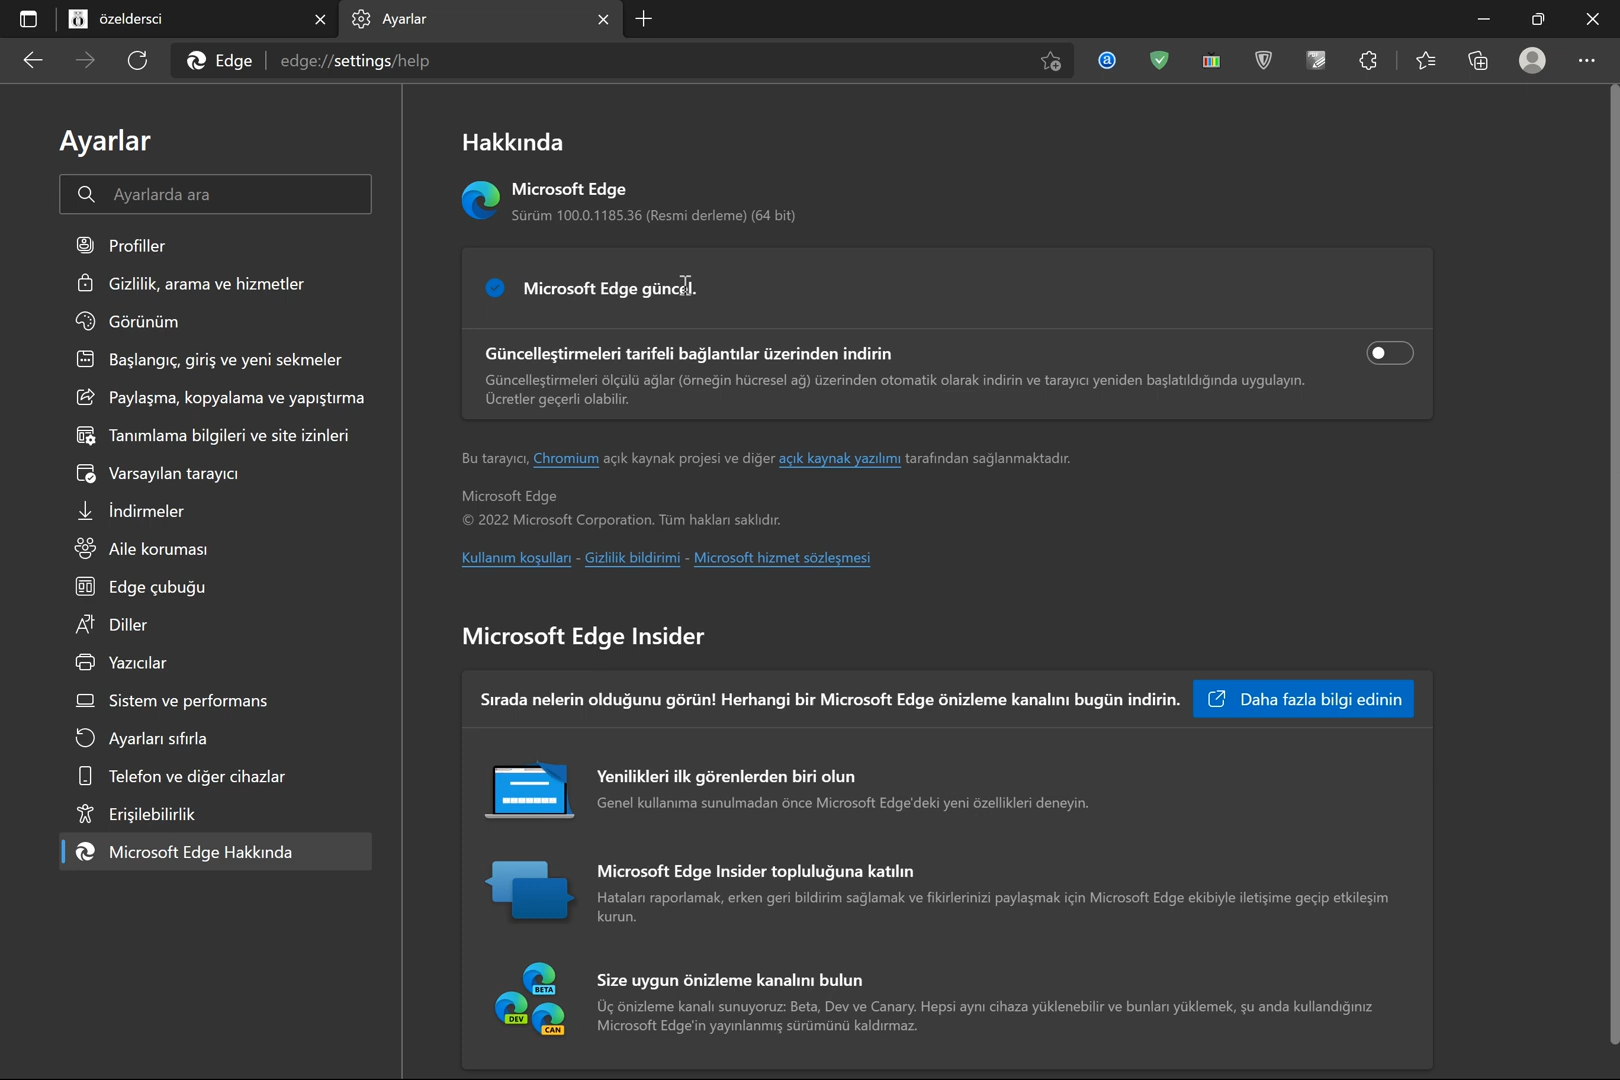 özeldersci
Ayarlar
Edge
edge://settings/help
Ayarlar
Ayarlarda ara
Profiller
Gizlilik, arama ve hizmetler
Görünüm
Başlangıç, giriş ve yeni sekmeler
Paylaşma, kopyalama ve yapıştırma
Tanımlama bilgileri ve site izinleri
Varsayılan tarayıcı
İndirmeler
Aile koruması
Edge çubuğu
Diller
Yazıcılar
Sistem ve performans
Ayarları sıfırla
Telefon ve diğer cihazlar
Erişilebilirlik
Microsoft Edge Hakkında
Hakkında
Microsoft Edge
Sürüm 100.0.1185.36 (Resmi derleme) (64 bit)
Microsoft Edge güncel.
Güncelleştirmeleri tarifeli bağlantılar üzerinden indirin
Güncelleştirmeleri ölçülü ağlar (örneğin hücresel ağ) üzerinden otomatik olarak indirin ve tarayıcı yeniden başlatıldığında uygulayın.
Ücretler geçerli olabilir.
Bu tarayıcı, Chromium açık kaynak projesi ve diğer açık kaynak yazılımı tarafından sağlanmaktadır.
Microsoft Edge
© 2022 Microsoft Corporation. Tüm hakları saklıdır.
Kullanım koşulları - Gizlilik bildirimi - Microsoft hizmet sözleşmesi
Microsoft Edge Insider
Sırada nelerin olduğunu görün! Herhangi bir Microsoft Edge önizleme kanalını bugün indirin.
Daha fazla bilgi edinin
Yenilikleri ilk görenlerden biri olun
Genel kullanıma sunulmadan önce Microsoft Edge'deki yeni özellikleri deneyin.
Microsoft Edge Insider topluluğuna katılın
Hataları raporlamak, erken geri bildirim sağlamak ve fikirlerinizi paylaşmak için Microsoft Edge ekibiyle iletişime geçip etkileşim
kurun.
BETA
DEV
CAN
Size uygun önizleme kanalını bulun
Üç önizleme kanalı sunuyoruz: Beta, Dev ve Canary. Hepsi aynı cihaza yüklenebilir ve bunları yüklemek, şu anda kullandığınız
Microsoft Edge'in yayınlanmış sürümünü kaldırmaz.